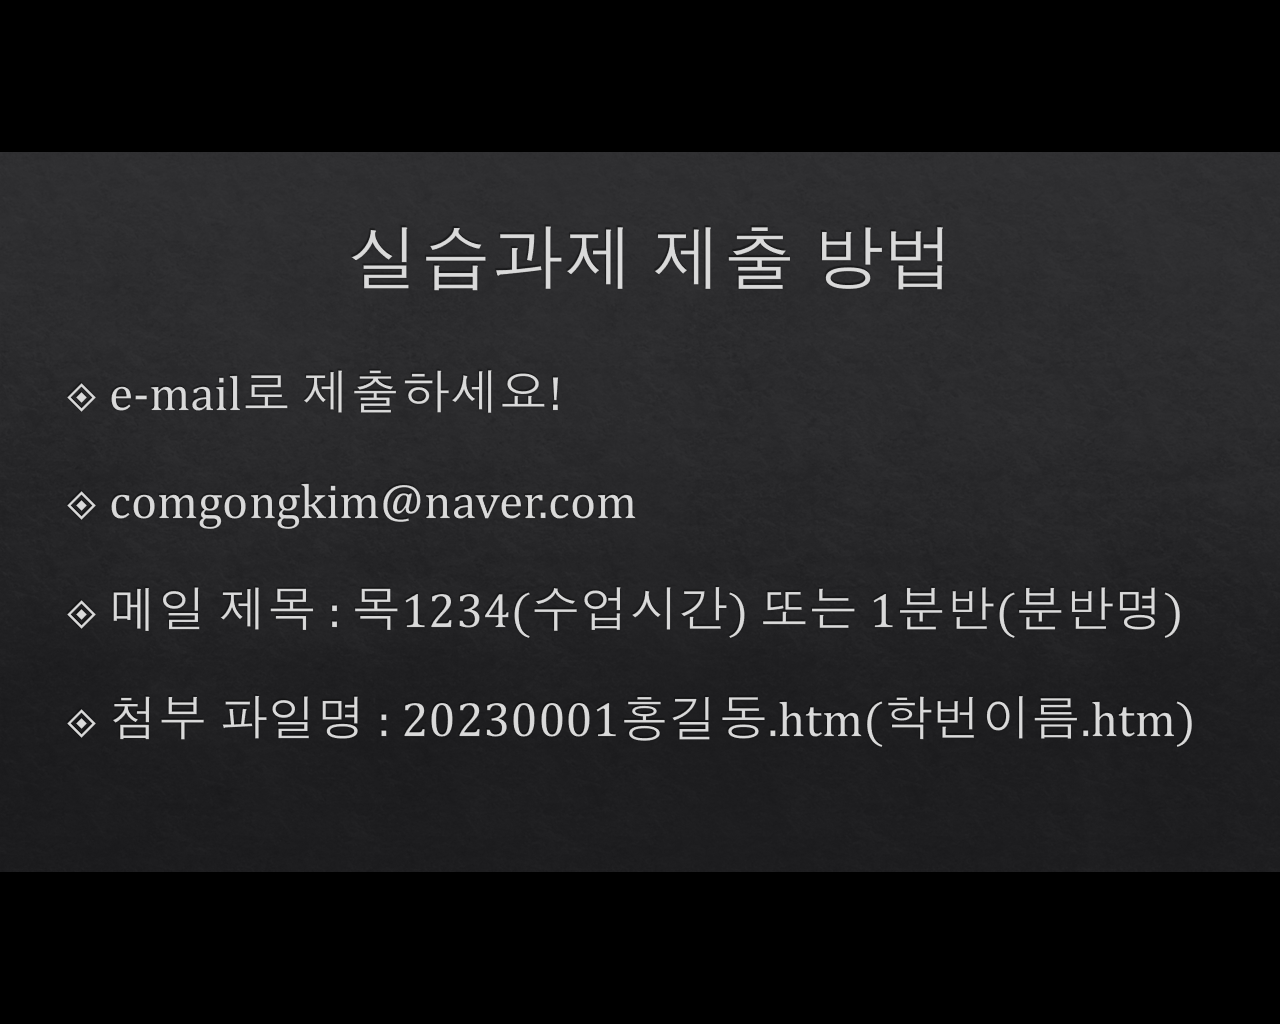 실습과제 제출 방법
e-mail로 제출하세요!
comgongkim@naver.com
메일 제목 : 목1234(수업시간) 또는 1분반(분반명)
첨부 파일명 : 20230001홍길동.htm(학번이름.htm)